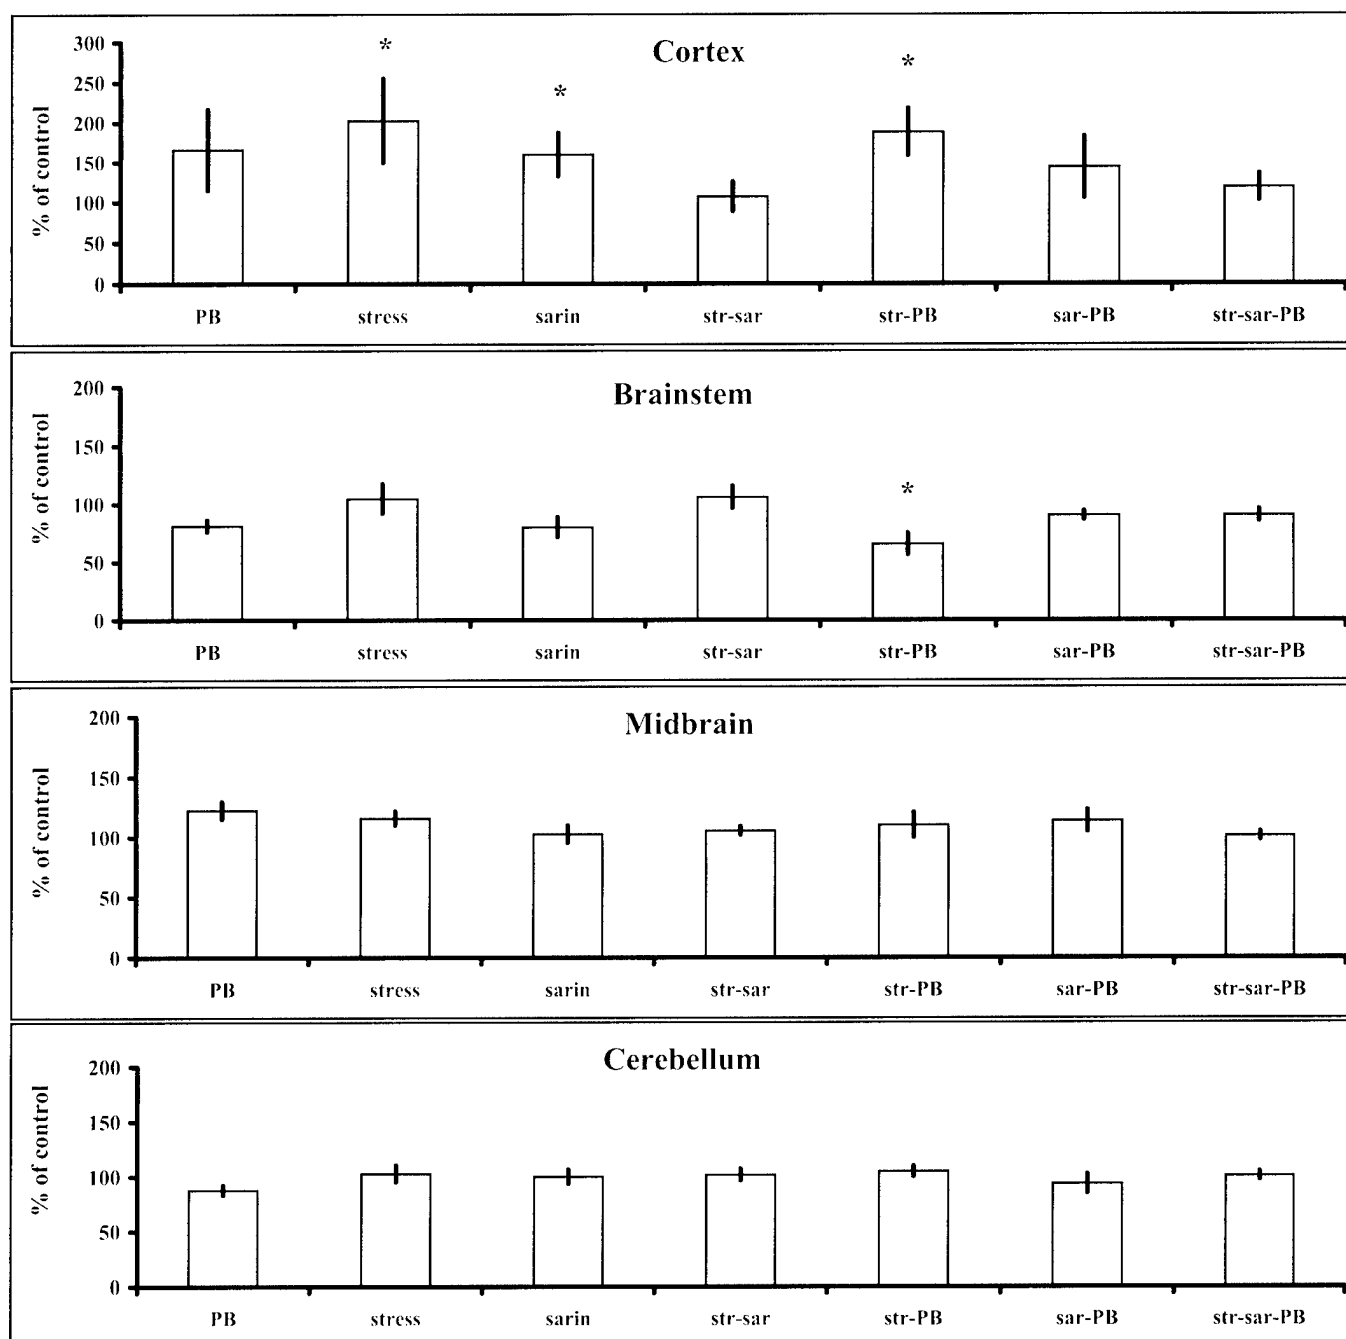 Cortex
% of control
300
250
200
150
100
50
0
* * *
PB stress sarin str-sar str-PB sar-PB str-sar-PB
Brainstem
% of control
200
150
100
50
0
*
PB stress sarin str-sar str-PB sar-PB str-sar-PB
Midbrain
% of control
200
150
100
50
0
PB stress sarin str-sar str-PB sar-PB str-sar-PB
Cerebellum
% of control
200
150
100
50
0
PB stress sarin str-sar str-PB sar-PB str-sar-PB